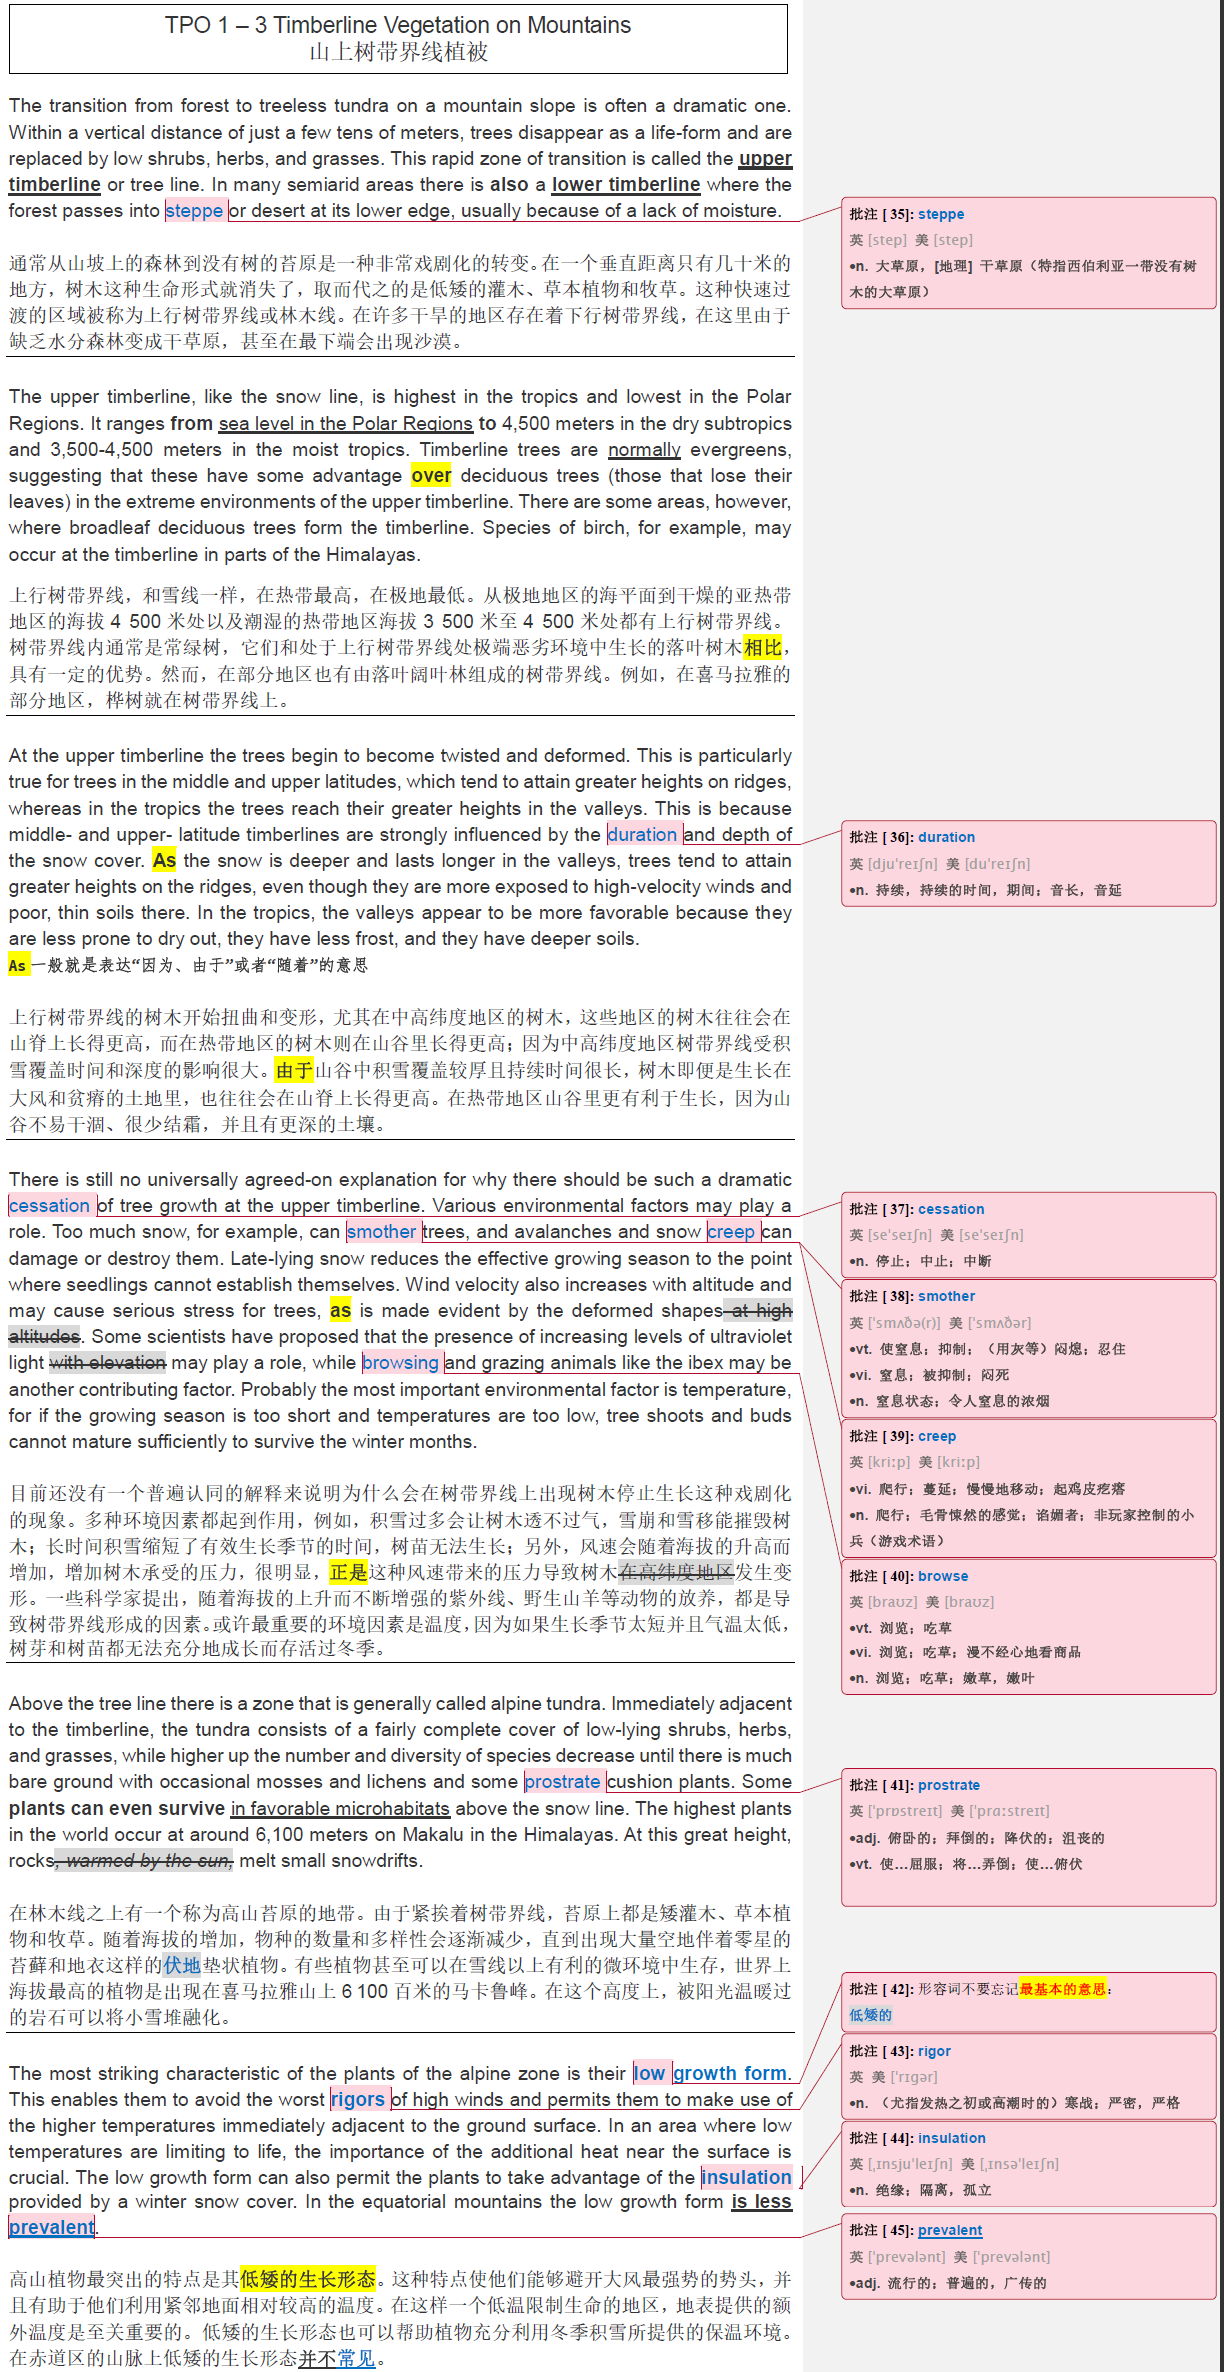 TPO 1 – 3 Timberline Vegetation on Mountains
山上树带界线植被
The transition from forest to treeless tundra on a mountain slope is often a dramatic one.
Within a vertical distance of just a few tens of meters, trees disappear as a life-form and are
replaced by low shrubs, herbs, and grasses. This rapid zone of transition is called the upper
timberline or tree line. In many semiarid areas there is also a lower timberline where the
forest passes into steppe or desert at its lower edge, usually because of a lack of moisture.
批注 [ 35]: steppe
英 [step] 美 [step]
•n. 大草原，[地理] 干草原（特指西伯利亚一带没有树
木的大草原）
通常从山坡上的森林到没有树的苔原是一种非常戏剧化的转变。在一个垂直距离只有几十米的
地方，树木这种生命形式就消失了，取而代之的是低矮的灌木、草本植物和牧草。这种快速过
渡的区域被称为上行树带界线或林木线。在许多干旱的地区存在着下行树带界线，在这里由于
缺乏水分森林变成干草原，甚至在最下端会出现沙漠。
The upper timberline, like the snow line, is highest in the tropics and lowest in the Polar
Regions. It ranges from sea level in the Polar Regions to 4,500 meters in the dry subtropics
and 3,500-4,500 meters in the moist tropics. Timberline trees are normally evergreens,
suggesting that these have some advantage over deciduous trees (those that lose their
leaves) in the extreme environments of the upper timberline. There are some areas, however,
where broadleaf deciduous trees form the timberline. Species of birch, for example, may
occur at the timberline in parts of the Himalayas.
上行树带界线，和雪线一样，在热带最高，在极地最低。从极地地区的海平面到干燥的亚热带
地区的海拔 4 500 米处以及潮湿的热带地区海拔 3 500 米至 4 500 米处都有上行树带界线。
树带界线内通常是常绿树，它们和处于上行树带界线处极端恶劣环境中生长的落叶树木相比，
具有一定的优势。然而，在部分地区也有由落叶阔叶林组成的树带界线。例如，在喜马拉雅的
部分地区，桦树就在树带界线上。
At the upper timberline the trees begin to become twisted and deformed. This is particularly
true for trees in the middle and upper latitudes, which tend to attain greater heights on ridges,
whereas in the tropics the trees reach their greater heights in the valleys. This is because
middle- and upper- latitude timberlines are strongly influenced by the duration and depth of
the snow cover. As the snow is deeper and lasts longer in the valleys, trees tend to attain
greater heights on the ridges, even though they are more exposed to high-velocity winds and
poor, thin soils there. In the tropics, the valleys appear to be more favorable because they
are less prone to dry out, they have less frost, and they have deeper soils.
As 一般就是表达“因为、由于”或者“随着”的意思
批注 [ 36]: duration
英 [djuˈreɪʃn] 美 [duˈreɪʃn]
•n. 持续，持续的时间，期间；音长，音延
上行树带界线的树木开始扭曲和变形，尤其在中高纬度地区的树木，这些地区的树木往往会在
山脊上长得更高，而在热带地区的树木则在山谷里长得更高；因为中高纬度地区树带界线受积
雪覆盖时间和深度的影响很大。由于山谷中积雪覆盖较厚且持续时间很长，树木即便是生长在
大风和贫瘠的土地里，也往往会在山脊上长得更高。在热带地区山谷里更有利于生长，因为山
谷不易干涸、很少结霜，并且有更深的土壤。
There is still no universally agreed-on explanation for why there should be such a dramatic
cessation of tree growth at the upper timberline. Various environmental factors may play a
role. Too much snow, for example, can smother trees, and avalanches and snow creep can
damage or destroy them. Late-lying snow reduces the effective growing season to the point
where seedlings cannot establish themselves. Wind velocity also increases with altitude and
may cause serious stress for trees, as is made evident by the deformed shapes at high
altitudes. Some scientists have proposed that the presence of increasing levels of ultraviolet
light with elevation may play a role, while browsing and grazing animals like the ibex may be
another contributing factor. Probably the most important environmental factor is temperature,
for if the growing season is too short and temperatures are too low, tree shoots and buds
cannot mature sufficiently to survive the winter months.
批注 [ 37]: cessation
英 [seˈseɪʃn] 美 [seˈseɪʃn]
•n. 停止；中止；中断
批注 [ 38]: smother
英 [ˈsmʌðə(r)] 美 [ˈsmʌðər]
•vt. 使窒息；抑制；（用灰等）闷熄；忍住
•vi. 窒息；被抑制；闷死
•n. 窒息状态；令人窒息的浓烟
批注 [ 39]: creep
英 [kriːp] 美 [kriːp]
•vi. 爬行；蔓延；慢慢地移动；起鸡皮疙瘩
•n. 爬行；毛骨悚然的感觉；谄媚者；非玩家控制的小
兵（游戏术语）
批注 [ 40]: browse
英 [braʊz] 美 [braʊz]
•vt. 浏览；吃草
•vi. 浏览；吃草；漫不经心地看商品
•n. 浏览；吃草；嫩草，嫩叶
目前还没有一个普遍认同的解释来说明为什么会在树带界线上出现树木停止生长这种戏剧化
的现象。多种环境因素都起到作用，例如，积雪过多会让树木透不过气，雪崩和雪移能摧毁树
木；长时间积雪缩短了有效生长季节的时间，树苗无法生长；另外，风速会随着海拔的升高而
增加，增加树木承受的压力，很明显，正是这种风速带来的压力导致树木在高纬度地区发生变
形。一些科学家提出，随着海拔的上升而不断增强的紫外线、野生山羊等动物的放养，都是导
致树带界线形成的因素。或许最重要的环境因素是温度，因为如果生长季节太短并且气温太低，
树芽和树苗都无法充分地成长而存活过冬季。
Above the tree line there is a zone that is generally called alpine tundra. Immediately adjacent
to the timberline, the tundra consists of a fairly complete cover of low-lying shrubs, herbs,
and grasses, while higher up the number and diversity of species decrease until there is much
bare ground with occasional mosses and lichens and some prostrate cushion plants. Some
plants can even survive in favorable microhabitats above the snow line. The highest plants
in the world occur at around 6,100 meters on Makalu in the Himalayas. At this great height,
rocks, warmed by the sun, melt small snowdrifts.
批注 [ 41]: prostrate
英 [ˈprɒstreɪt] 美 [ˈprɑːstreɪt]
•adj. 俯卧的；拜倒的；降伏的；沮丧的
•vt. 使…屈服；将…弄倒；使…俯伏
在林木线之上有一个称为高山苔原的地带。由于紧挨着树带界线，苔原上都是矮灌木、草本植
物和牧草。随着海拔的增加，物种的数量和多样性会逐渐减少，直到出现大量空地伴着零星的
苔藓和地衣这样的伏地垫状植物。有些植物甚至可以在雪线以上有利的微环境中生存，世界上
海拔最高的植物是出现在喜马拉雅山上 6 100 百米的马卡鲁峰。在这个高度上，被阳光温暖过
的岩石可以将小雪堆融化。
The most striking characteristic of the plants of the alpine zone is their low growth form.
This enables them to avoid the worst rigors of high winds and permits them to make use of
the higher temperatures immediately adjacent to the ground surface. In an area where low
temperatures are limiting to life, the importance of the additional heat near the surface is
crucial. The low growth form can also permit the plants to take advantage of the insulation
provided by a winter snow cover. In the equatorial mountains the low growth form is less
prevalent.
批注 [ 42]: 形容词不要忘记最基本的意思：
低矮的
批注 [ 43]: rigor
英 美 [ˈrɪgər]
•n. （尤指发热之初或高潮时的）寒战；严密，严格
批注 [ 44]: insulation
英 [ˌɪnsjuˈleɪʃn] 美 [ˌɪnsəˈleɪʃn]
•n. 绝缘；隔离，孤立
批注 [ 45]: prevalent
英 [ˈprevələnt] 美 [ˈprevələnt]
•adj. 流行的；普遍的，广传的
高山植物最突出的特点是其低矮的生长形态。这种特点使他们能够避开大风最强势的势头，并
且有助于他们利用紧邻地面相对较高的温度。在这样一个低温限制生命的地区，地表提供的额
外温度是至关重要的。低矮的生长形态也可以帮助植物充分利用冬季积雪所提供的保温环境。
在赤道区的山脉上低矮的生长形态并不常见。